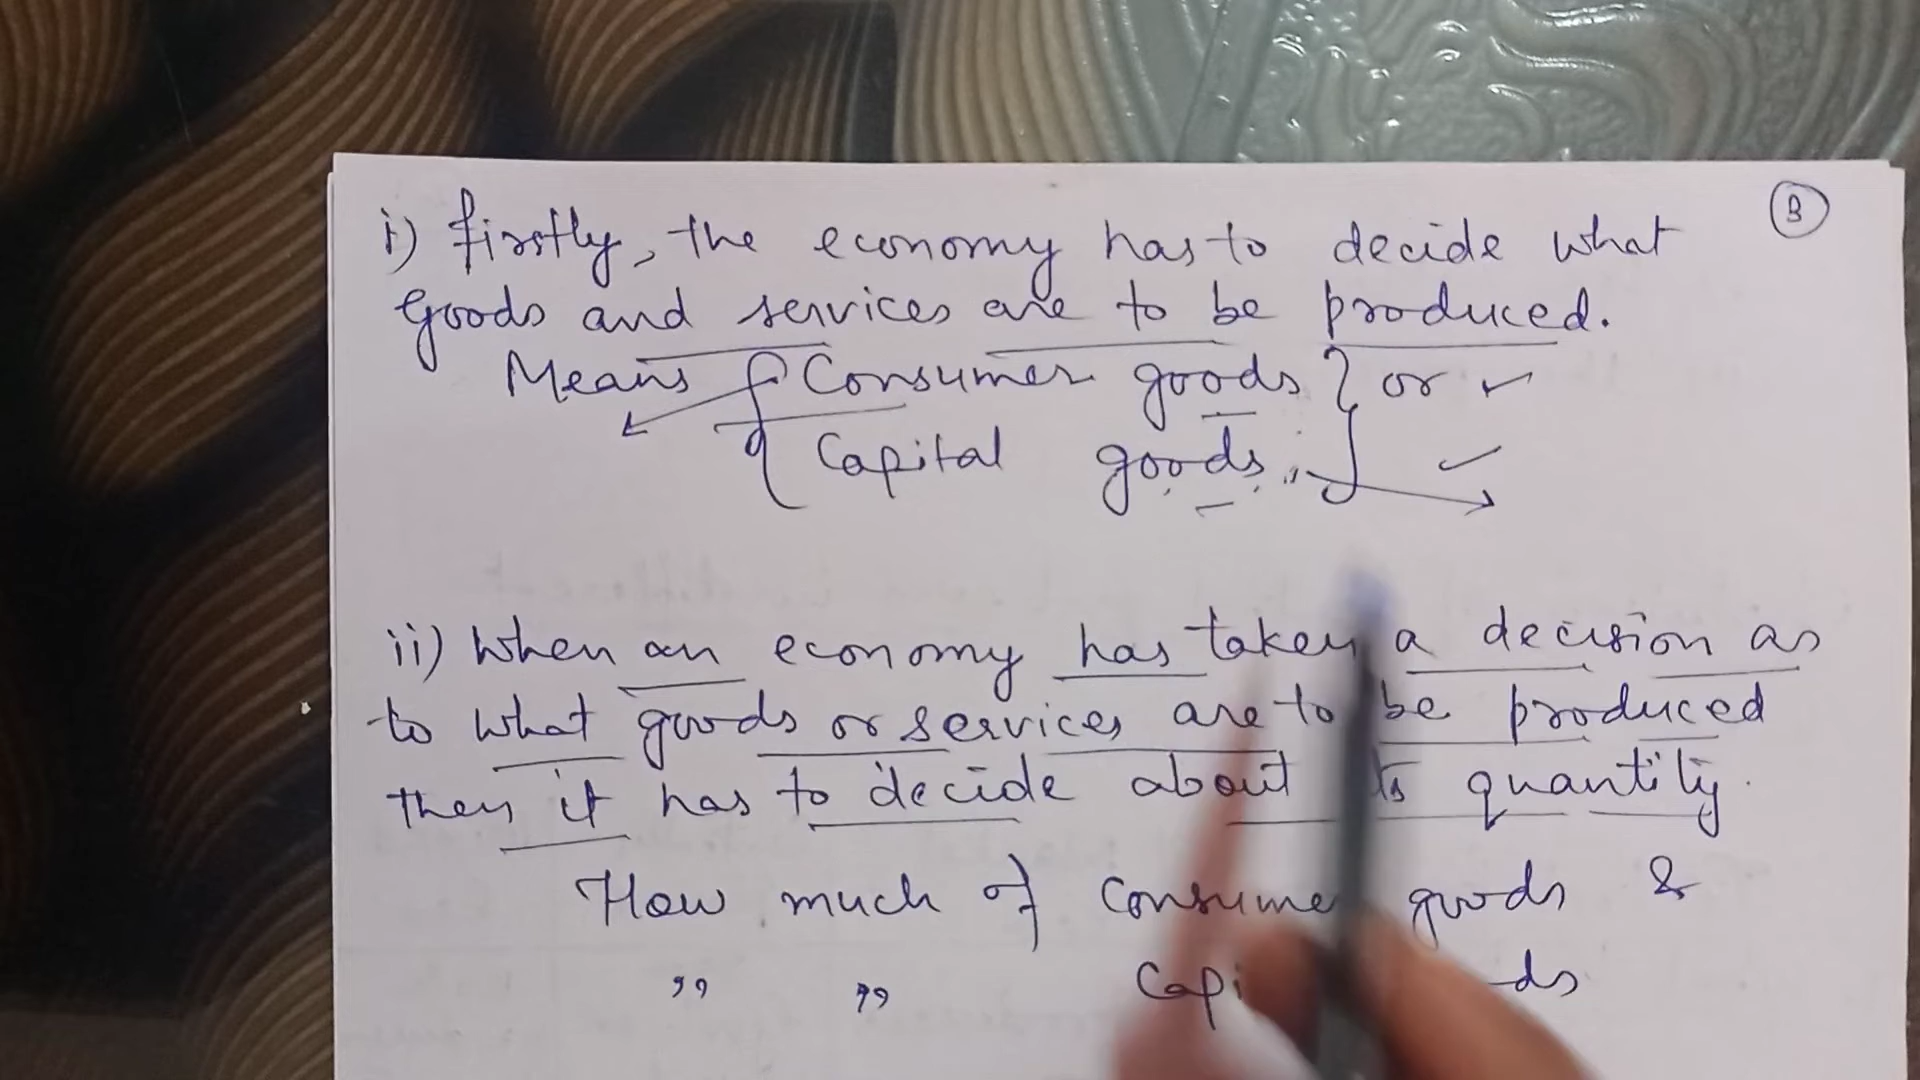 B
i) firstly, the economy has to decide what
goods and services are to be produced.
Means { Consumer goods } or ✓
{ Capital goods } ✓
ii) When an economy has taken a decision as
to what goods or services are to be produced
then it has to decide about its quantity.
How much of Consumer goods &
,, ,,